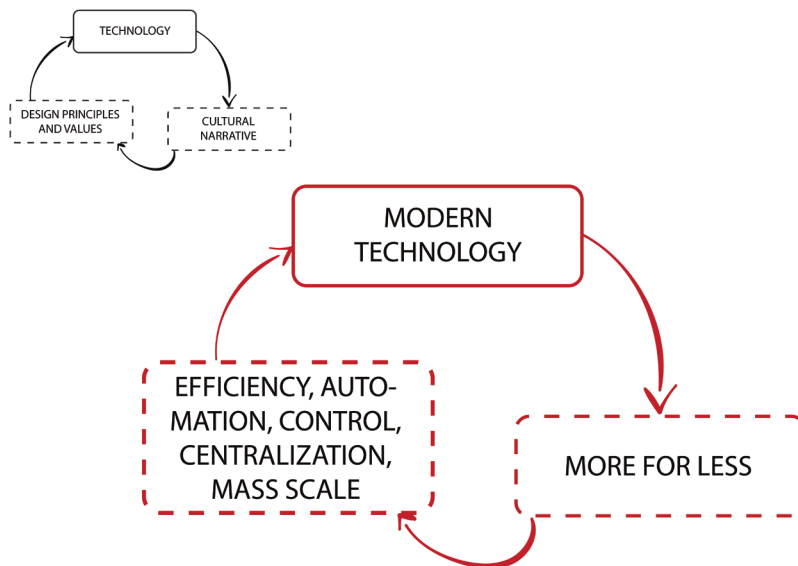 TECHNOLOGY
DESIGN PRINCIPLES
AND VALUES
CULTURAL
NARRATIVE
MODERN
TECHNOLOGY
EFFICIENCY, AUTO-
MATION, CONTROL,
CENTRALIZATION,
MASS SCALE
MORE FOR LESS